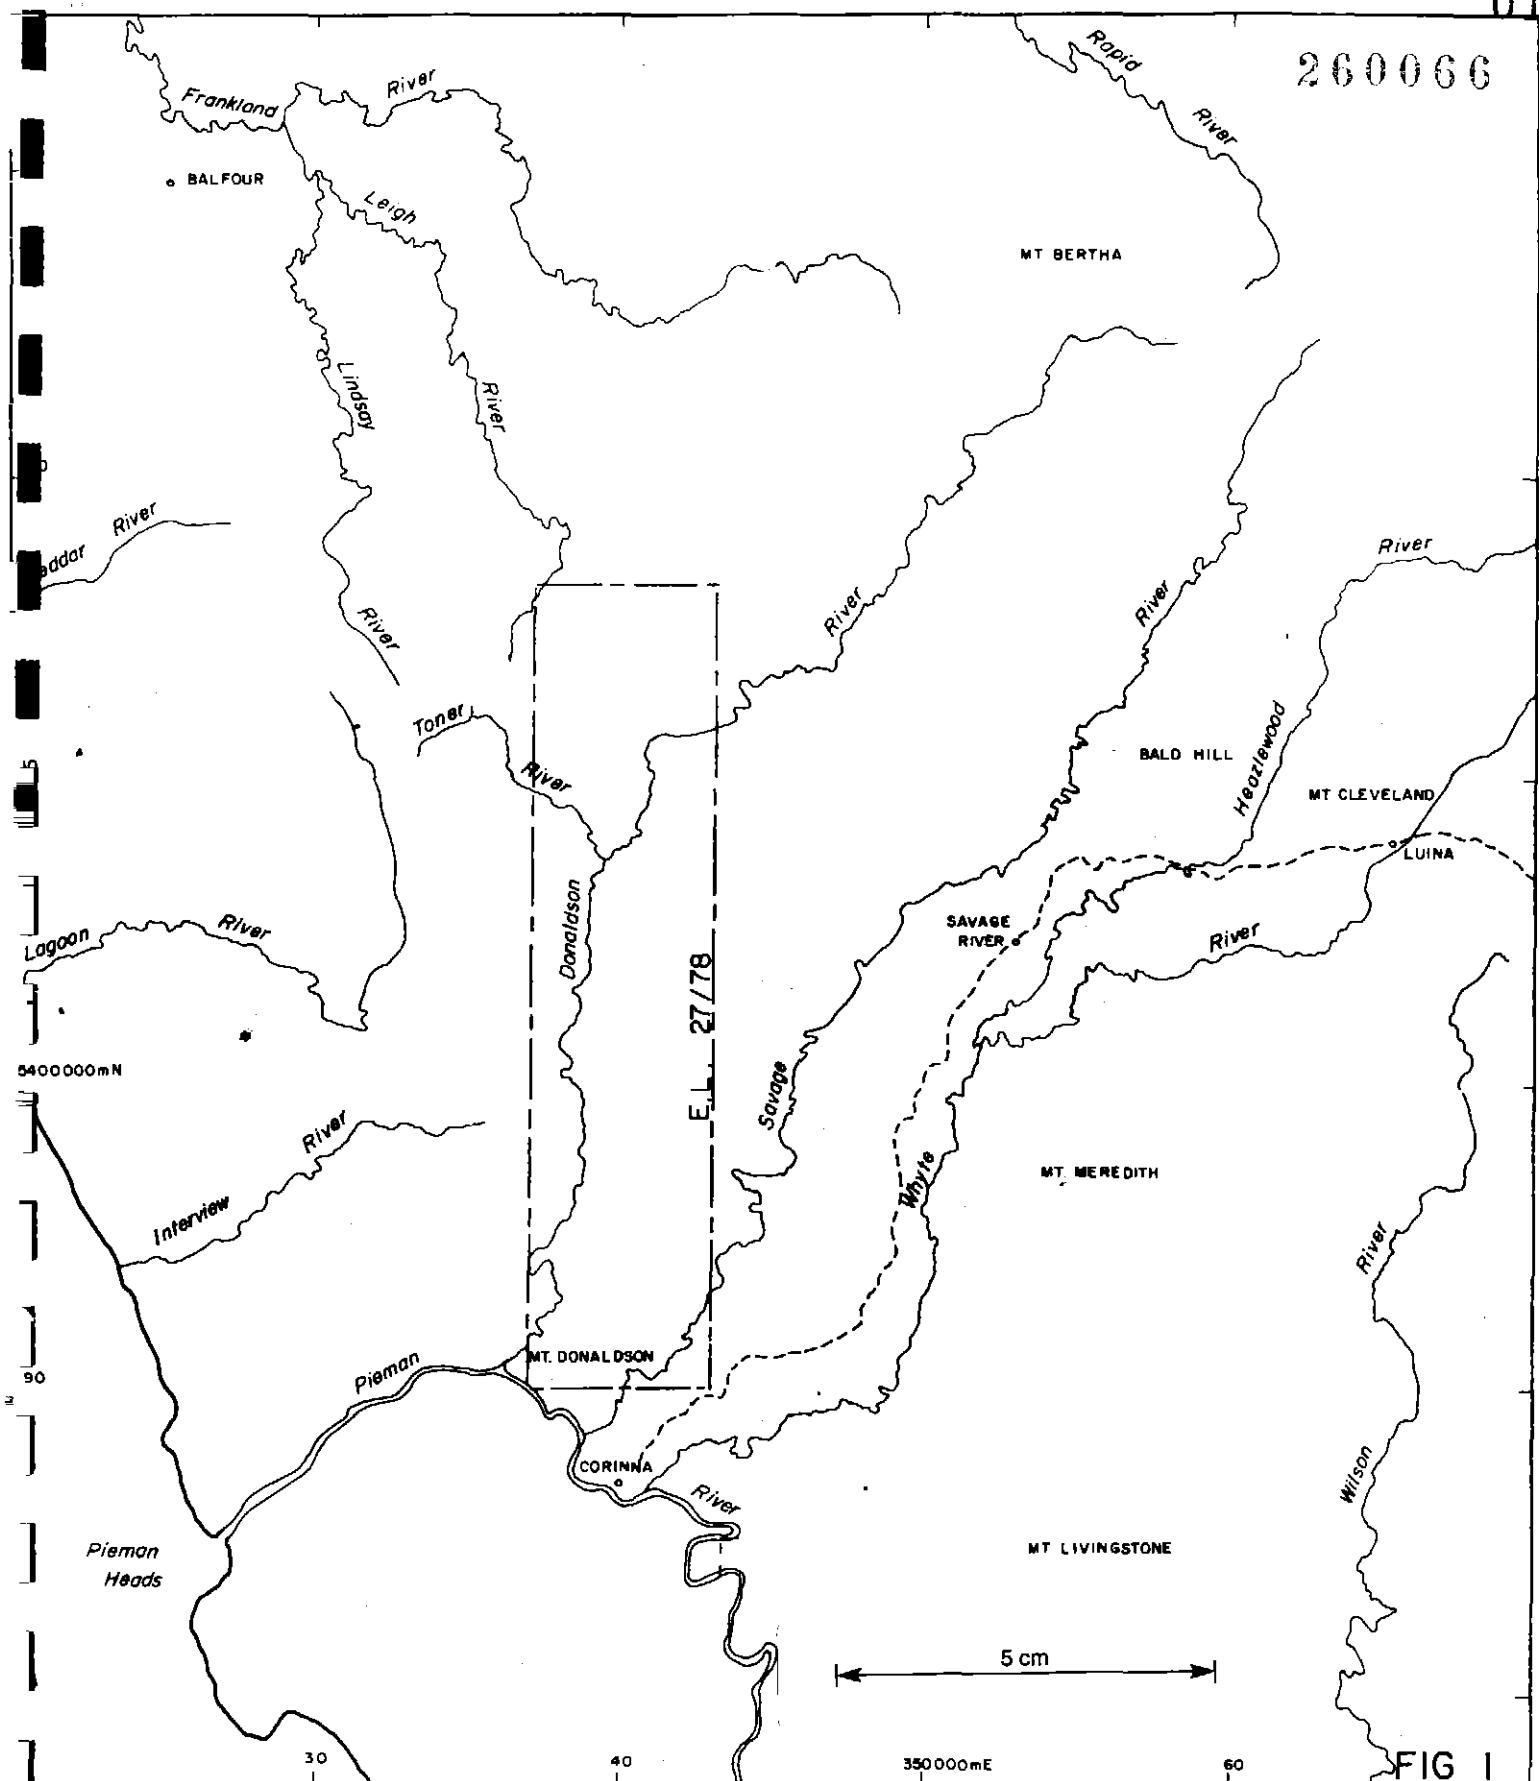 260066
Rapid
River
Frankland
River
BALFOUR
Leigh
River
MT BERTHA
Lindsay
River
River
River
River
River
River
Toner
River
BALD HILL
Heazlewood
MT CLEVELAND
LUINA
Donaldson
SAVAGE
RIVER
River
Lagoon
River
E.L. 27/78
5400000mN
Savage
Interview
River
Whyte
MT. MEREDITH
River
MT. DONALDSON
Pieman
90
CORINNA
River
Wilson
Pieman
Heads
MT LIVINGSTONE
5 cm
30
40
350000mE
60
FIG 1